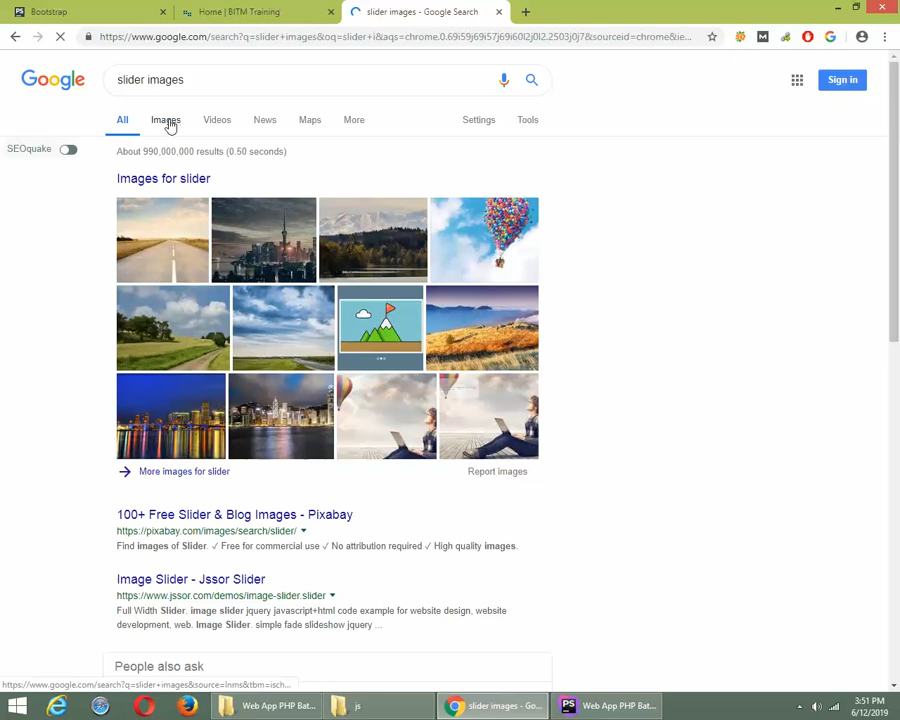 Bootstrap
Home | BITM Training
slider images - Google Search
https://www.google.com/search?q=slider+images&oq=slider+i&aqs=chrome.0.69i59j69i57j69i60l2j0l2.2503j0j7&sourceid=chrome&ie...
Google
slider images
Sign in
All
Images
Videos
News
Maps
More
Settings
Tools
SEOquake
About 990,000,000 results (0.50 seconds)
Images for slider
More images for slider
Report images
100+ Free Slider & Blog Images - Pixabay
https://pixabay.com/images/search/slider/
Find images of Slider. ✓ Free for commercial use ✓ No attribution required ✓ High quality images.
Image Slider - Jssor Slider
https://www.jssor.com/demos/image-slider.slider
Full Width Slider. image slider jquery javascript+html code example for website design, website
development, web. Image Slider. simple fade slideshow jquery ...
People also ask
https://www.google.com/search?q=slider+images&source=lnms&tbm=isch...
Web App PHP Bat...
js
slider images - Go...
Web App PHP Bat...
3:51 PM
6/12/2019